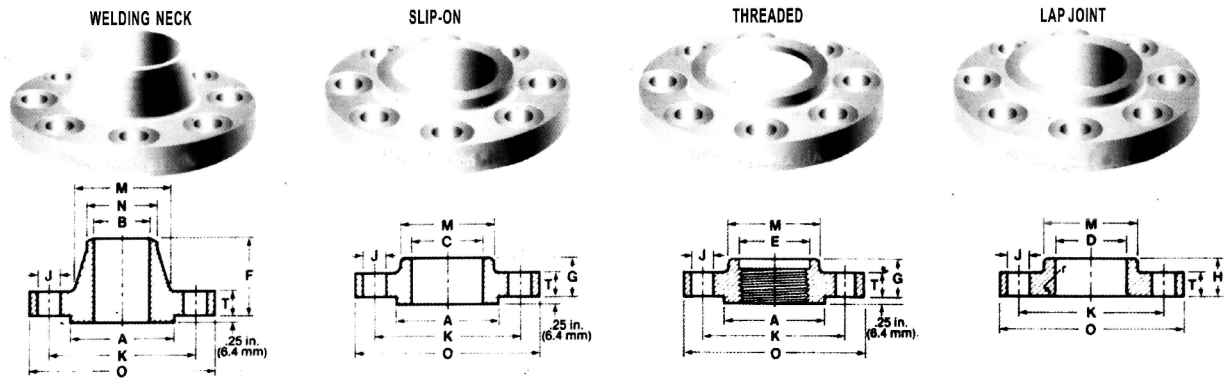 WELDING NECK
SLIP-ON
THREADED
LAP JOINT
M
N
B
J
F
T
A
K
O
.25 in.
(6.4 mm)
M
C
J
T
G
A
K
O
.25 in.
(6.4 mm)
M
E
J
T
G
A
K
O
.25 in.
(6.4 mm)
M
D
J
r
T
H
K
O